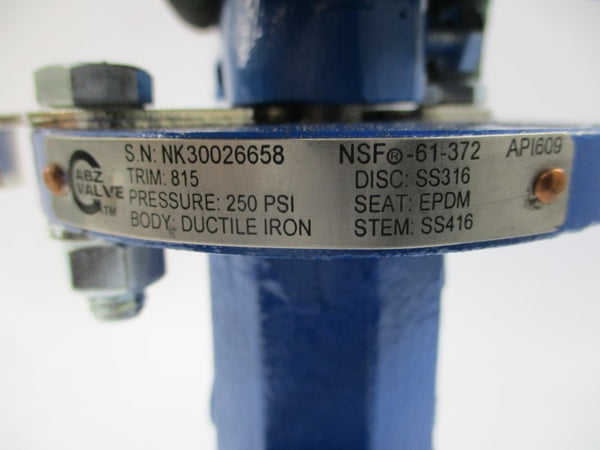 ABZ
VALVE
TM
S.N: NK30026658
TRIM: 815
PRESSURE: 250 PSI
BODY: DUCTILE IRON
NSF®-61-372
API609
DISC: SS316
SEAT: EPDM
STEM: SS416